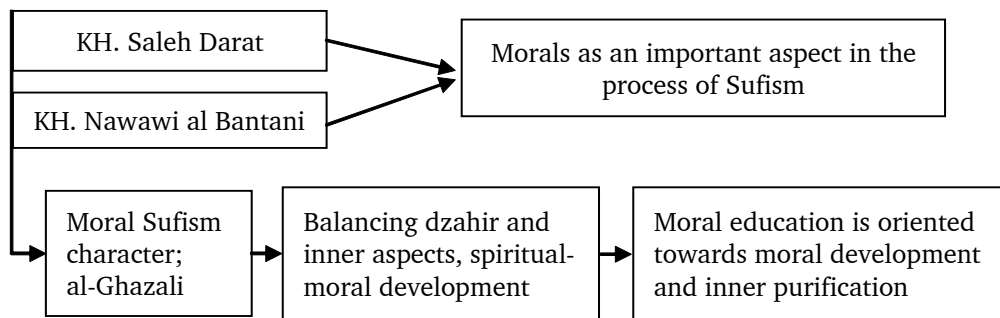 KH. Saleh Darat
Morals as an important aspect in the
process of Sufism
KH. Nawawi al Bantani
Moral Sufism
character;
al-Ghazali
Balancing dzahir and
inner aspects, spiritual-
moral development
Moral education is oriented
towards moral development
and inner purification